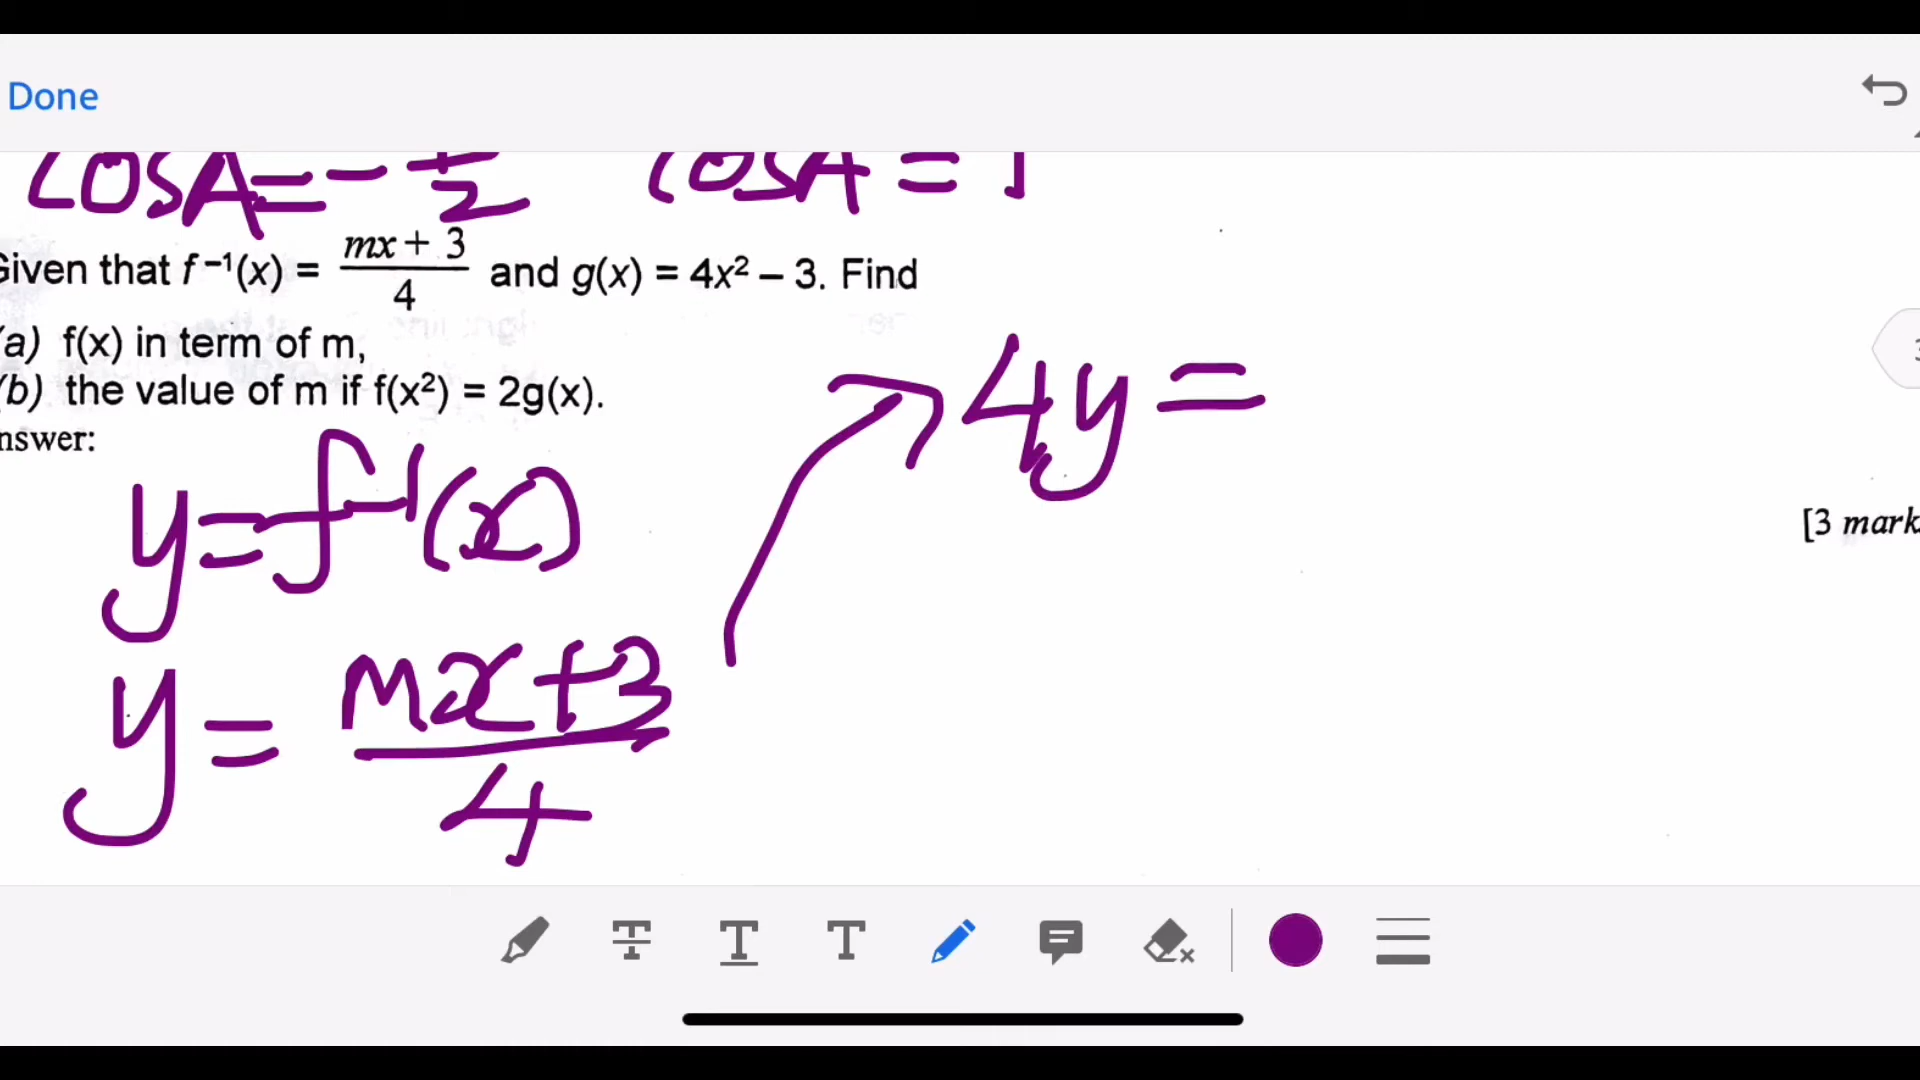 Done
cosA = - 1/2 cosA = 1
Given that f⁻¹(x) = mx + 3 / 4 and g(x) = 4x² – 3. Find
(a) f(x) in term of m,
(b) the value of m if f(x²) = 2g(x).
nswer:
4y =
y = f⁻¹(x)
[3 mark
y = mx+3 / 4
T T T